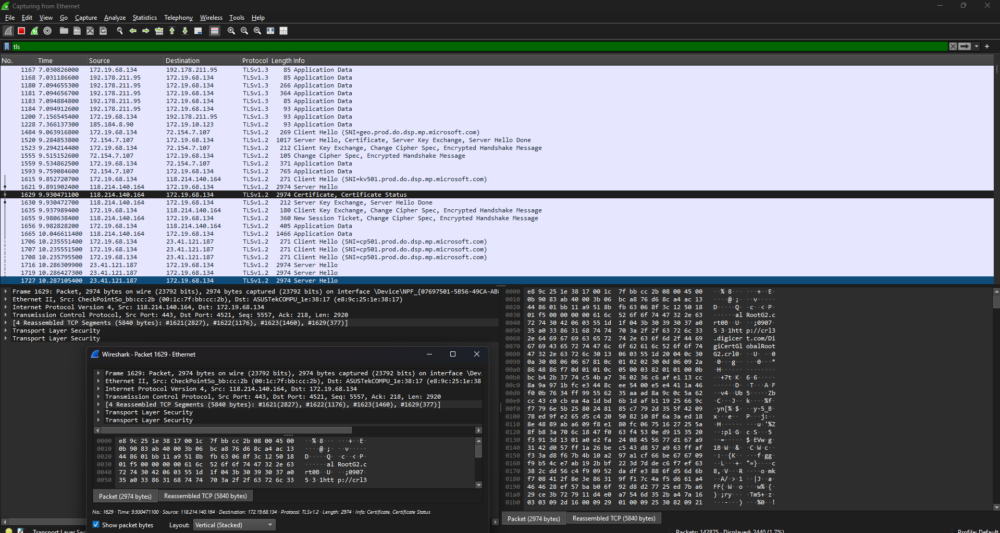 Capturing from Ethernet
File Edit View Go Capture Analyze Statistics Telephony Wireless Tools Help
tls
No. Time Source Destination Protocol Length Info
1167 7.030826000 172.19.68.134 192.178.211.95 TLSv1.3 85 Application Data
1168 7.031186600 192.178.211.95 172.19.68.134 TLSv1.3 85 Application Data
1180 7.094655300 192.178.211.95 172.19.68.134 TLSv1.3 266 Application Data
1181 7.094656700 192.178.211.95 172.19.68.134 TLSv1.3 364 Application Data
1183 7.094884800 192.178.211.95 172.19.68.134 TLSv1.3 85 Application Data
1184 7.094912600 192.178.211.95 172.19.68.134 TLSv1.3 93 Application Data
1200 7.156545400 172.19.68.134 192.178.211.95 TLSv1.3 93 Application Data
1228 7.366137300 185.184.8.90 172.19.10.123 TLSv1.2 93 Application Data
1484 9.063916800 172.19.68.134 72.154.7.107 TLSv1.2 269 Client Hello (SNI=geo.prod.do.dsp.mp.microsoft.com)
1520 9.284853800 72.154.7.107 172.19.68.134 TLSv1.2 1017 Server Hello, Certificate, Server Key Exchange, Server Hello Done
1523 9.294214400 172.19.68.134 72.154.7.107 TLSv1.2 212 Client Key Exchange, Change Cipher Spec, Encrypted Handshake Message
1555 9.515152600 72.154.7.107 172.19.68.134 TLSv1.2 105 Change Cipher Spec, Encrypted Handshake Message
1559 9.534862500 172.19.68.134 72.154.7.107 TLSv1.2 371 Application Data
1593 9.759084600 72.154.7.107 172.19.68.134 TLSv1.2 765 Application Data
1615 9.852720700 172.19.68.134 118.214.140.164 TLSv1.2 271 Client Hello (SNI=kv501.prod.do.dsp.mp.microsoft.com)
1621 9.891902400 118.214.140.164 172.19.68.134 TLSv1.2 2974 Server Hello
1629 9.930471100 118.214.140.164 172.19.68.134 TLSv1.2 2974 Certificate, Certificate Status
1630 9.930472700 118.214.140.164 172.19.68.134 TLSv1.2 212 Server Key Exchange, Server Hello Done
1635 9.937989400 172.19.68.134 118.214.140.164 TLSv1.2 180 Client Key Exchange, Change Cipher Spec, Encrypted Handshake Message
1655 9.980638400 118.214.140.164 172.19.68.134 TLSv1.2 360 New Session Ticket, Change Cipher Spec, Encrypted Handshake Message
1656 9.982828200 172.19.68.134 118.214.140.164 TLSv1.2 405 Application Data
1665 10.046611400 118.214.140.164 172.19.68.134 TLSv1.2 1466 Application Data
1706 10.235551400 172.19.68.134 23.41.121.187 TLSv1.2 271 Client Hello (SNI=cp501.prod.do.dsp.mp.microsoft.com)
1707 10.235551500 172.19.68.134 23.41.121.187 TLSv1.2 271 Client Hello (SNI=cp501.prod.do.dsp.mp.microsoft.com)
1708 10.235795500 172.19.68.134 23.41.121.187 TLSv1.2 271 Client Hello (SNI=cp501.prod.do.dsp.mp.microsoft.com)
1716 10.286309900 23.41.121.187 172.19.68.134 TLSv1.2 2974 Server Hello
1719 10.286427300 23.41.121.187 172.19.68.134 TLSv1.2 2974 Server Hello
1727 10.287105400 23.41.121.187 172.19.68.134 TLSv1.2 2974 Server Hello
Frame 1629: Packet, 2974 bytes on wire (23792 bits), 2974 bytes captured (23792 bits) on interface \Device\NPF_{07697501-5B56-49CA-AB
Ethernet II, Src: CheckPointSo_bb:cc:2b (00:1c:7f:bb:cc:2b), Dst: ASUSTekCOMPU_1e:38:17 (e8:9c:25:1e:38:17)
Internet Protocol Version 4, Src: 118.214.140.164, Dst: 172.19.68.134
Transmission Control Protocol, Src Port: 443, Dst Port: 4521, Seq: 5557, Ack: 218, Len: 2920
[4 Reassembled TCP Segments (5840 bytes): #1621(2827), #1622(1176), #1623(1460), #1629(377)]
Transport Layer Security
Transport Layer Security
0000 e8 9c 25 1e 38 17 00 1c 7f bb cc 2b 08 00 45 00 ··%·8··· ···+··E·
0010 0b 90 83 ab 40 00 3b 06 bc a8 76 d6 8c a4 ac 13 ····@·;· ··v·····
0020 44 86 01 bb 11 a9 51 8b fb 63 06 8f 3c 12 50 18 D·····Q· ·c··<·P·
0030 01 f5 00 00 00 00 61 6c 52 6f 6f 74 47 32 2e 63 ······al RootG2.c
0040 72 74 30 42 06 03 55 1d 1f 04 3b 30 39 30 37 a0 rt0B··U· ··;0907·
0050 35 a0 33 86 31 68 74 74 70 3a 2f 2f 63 72 6c 33 5·3·1htt p://crl3
0060 2e 64 69 67 69 63 65 72 74 2e 63 6f 6d 2f 44 69 .digicer t.com/Di
0070 67 69 43 65 72 74 47 6c 6f 62 61 6c 52 6f 6f 74 giCertGl obalRoot
0080 47 32 2e 63 72 6c 30 13 06 03 55 1d 20 04 0c 30 G2.crl0· ··U· ··0
0090 0a 30 08 06 06 67 81 0c 01 02 02 30 0d 06 09 2a ·0···g·· ···0···*
00a0 86 48 86 f7 0d 01 01 0c 05 00 03 82 01 01 00 0b ·H······ ········
00b0 bc b4 2b 37 74 c5 4b a7 36 02 36 c6 af e1 13 cc ··+7t·K· 6·6·····
00c0 8a 9a 97 1b fc e3 44 8c ee 54 00 e5 e4 41 1a 46 ······D· ·T···A·F
00d0 f0 0b 76 34 ff 99 55 62 35 aa ad 8a 9c 0c 5a 62 ··v4··Ub 5·····Zb
00e0 cc 43 c0 cb ea 4a 1d bd 6b 1d af b1 19 25 66 9c ·C···J·· k····%f·
00f0 f7 79 6e 5b 25 80 24 81 85 c7 79 2d 35 5f 42 09 ·yn[%·$· ··y-5_B·
0100 78 ed 9f e2 65 d5 c4 20 50 82 10 8f 6a 3a ed 18 x···e·· P···j:··
0110 8e 48 89 ab a6 09 f8 e1 80 fc 06 75 16 27 25 5a ·H······ ···u·'%Z
0120 8f b8 3a 70 6c 18 47 f0 63 f4 53 0e d9 15 35 20 ··:pl·G· c·S···5
0130 f3 91 3d 13 01 a0 e2 fa 24 08 45 56 77 d1 67 a9 ··=····· $·EVw·g·
0140 31 42 d0 57 ff 1a 26 be c5 43 d8 57 a9 63 ff af 1B·W··&· ·C·W·c··
0150 f3 3a d8 f6 7b 4b 10 a2 97 a1 cf 66 be 67 67 09 ·:··{K·· ···f·gg·
0160 f9 b5 4c e7 ab 19 2b bf 22 3d 7d de c6 f7 ef 63 ··L···+· "=}····c
0170 38 2c dd 56 c4 f9 09 52 da df e3 88 6f d5 6d 6b 8,·V···R ····o·mk
0180 f7 08 41 2f 8e 3e 86 31 9f f1 7c 4a f5 d6 61 a4 ··A/·>·1 ··|J··a·
0190 46 46 28 ef 57 ba b0 6f 92 d8 d2 77 25 ed 7b a6 FF(·W··o ···w%·{·
01a0 29 ce 3b 72 79 11 d4 e0 a7 54 6d 35 2b a4 7a 16 )·;ry··· ·Tm5+·z·
01b0 03 03 09 2d 16 00 09 29 01 00 09 25 30 82 09 21 ···-···) ···%0··!
Packet (2974 bytes) Reassembled TCP (5840 bytes)
Wireshark · Packet 1629 · Ethernet
Frame 1629: Packet, 2974 bytes on wire (23792 bits), 2974 bytes captured (23792 bits) on interface \Dev
Ethernet II, Src: CheckPointSo_bb:cc:2b (00:1c:7f:bb:cc:2b), Dst: ASUSTekCOMPU_1e:38:17 (e8:9c:25:1e:38
Internet Protocol Version 4, Src: 118.214.140.164, Dst: 172.19.68.134
Transmission Control Protocol, Src Port: 443, Dst Port: 4521, Seq: 5557, Ack: 218, Len: 2920
[4 Reassembled TCP Segments (5840 bytes): #1621(2827), #1622(1176), #1623(1460), #1629(377)]
Transport Layer Security
Transport Layer Security
0000 e8 9c 25 1e 38 17 00 1c 7f bb cc 2b 08 00 45 00 ··%·8··· ···+··E·
0010 0b 90 83 ab 40 00 3b 06 bc a8 76 d6 8c a4 ac 13 ····@·;· ··v·····
0020 44 86 01 bb 11 a9 51 8b fb 63 06 8f 3c 12 50 18 D·····Q· ·c··<·P·
0030 01 f5 00 00 00 00 61 6c 52 6f 6f 74 47 32 2e 63 ······al RootG2.c
0040 72 74 30 42 06 03 55 1d 1f 04 3b 30 39 30 37 a0 rt0B··U· ··;0907·
0050 35 a0 33 86 31 68 74 74 70 3a 2f 2f 63 72 6c 33 5·3·1htt p://crl3
Packet (2974 bytes) Reassembled TCP (5840 bytes)
No.: 1629 · Time: 9.930471100 · Source: 118.214.140.164 · Destination: 172.19.68.134 · Protocol: TLSv1.2 · Length: 2974 · Info: Certificate, Certificate Status
Show packet bytes Layout: Vertical (Stacked)
Transport Layer Sec
Packets: 142875 · Displayed: 2440 (1.7%)
Profile: Default